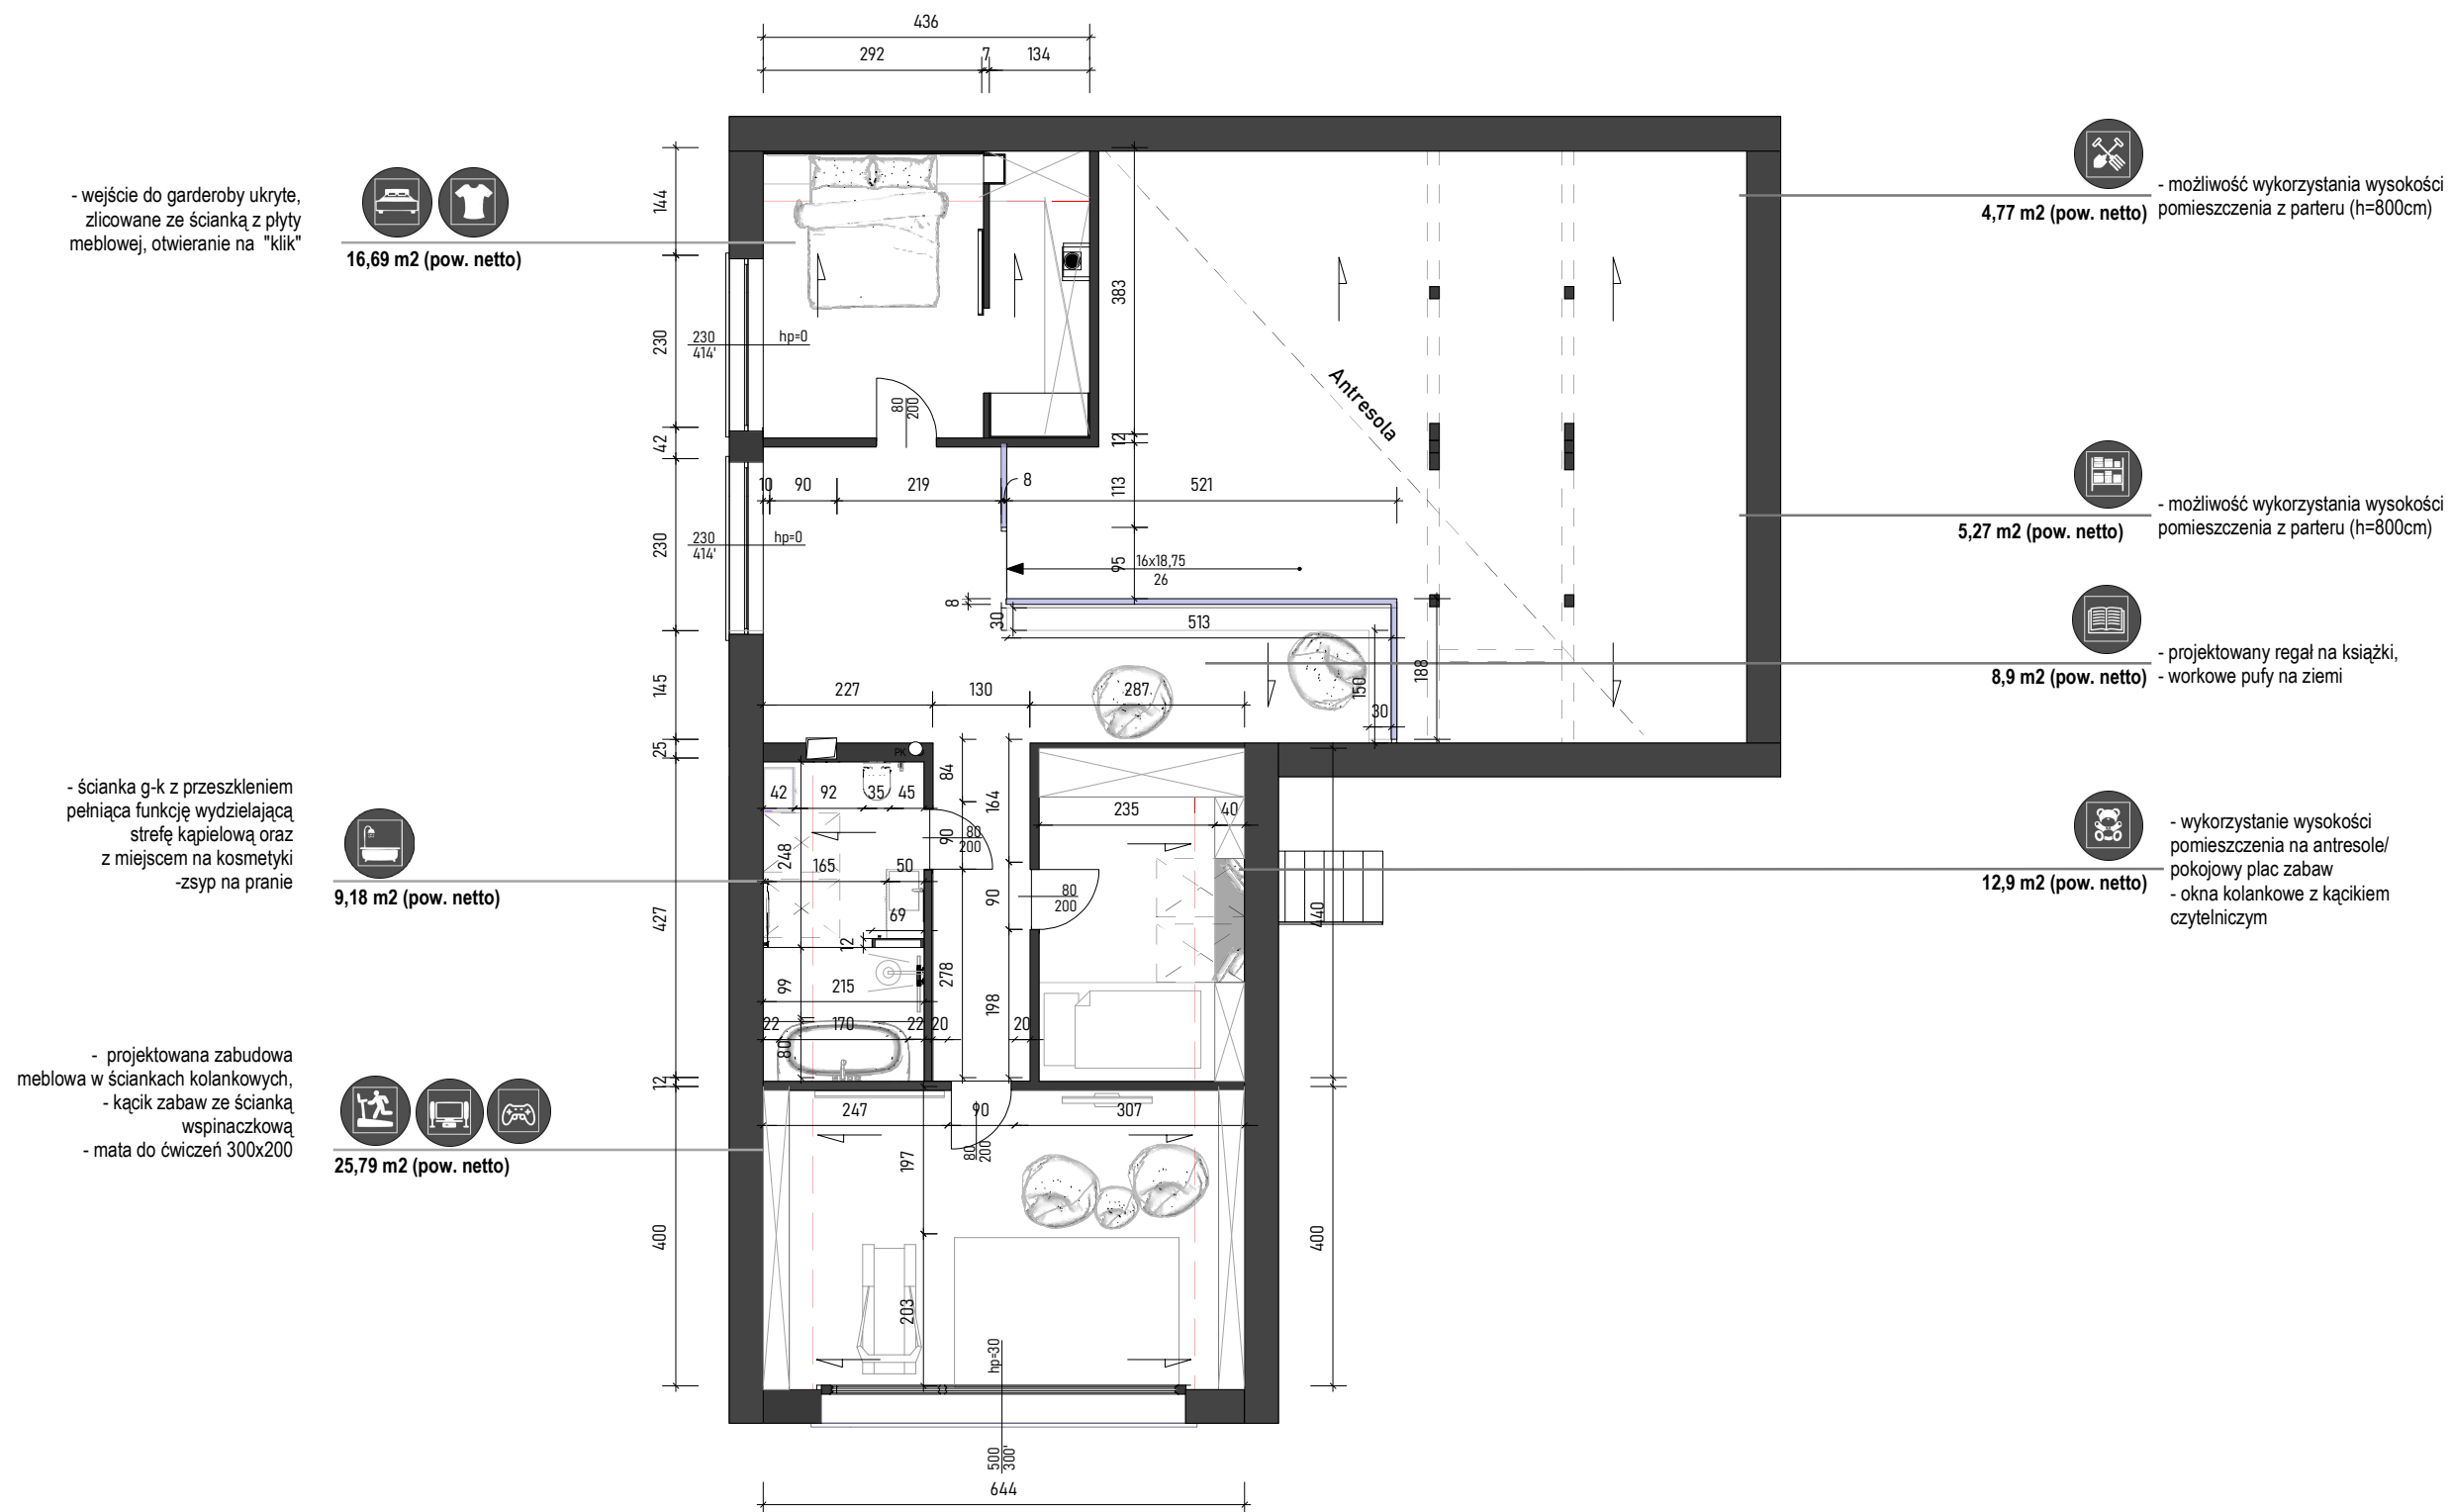 436
292
7
134
- wejście do garderoby ukryte,
zlicowane ze ścianką z płyty
meblowej, otwieranie na "klik"
16,69 m2 (pow. netto)
- możliwość wykorzystania wysokości
pomieszczenia z parteru (h=800cm)
4,77 m2 (pow. netto)
144
230
42
230
145
25
427
12
400
230
414'
hp=0
80
200
383
12
113
95
Antresola
10
90
219
8
521
230
414'
hp=0
16x18,75
26
8
30
513
188
150
30
- możliwość wykorzystania wysokości
pomieszczenia z parteru (h=800cm)
5,27 m2 (pow. netto)
- projektowany regał na książki,
- workowe pufy na ziemi
8,9 m2 (pow. netto)
227
130
287
PK
84
164
42
92
35
45
235
40
90
80
200
248
165
50
90
80
200
69
12
440
278
99
215
198
22
170
22
20
20
80
- ścianka g-k z przeszkleniem
pełniąca funkcję wydzielającą
strefę kąpielową oraz
z miejscem na kosmetyki
-zsyp na pranie
9,18 m2 (pow. netto)
- wykorzystanie wysokości
pomieszczenia na antresole/
pokojowy plac zabaw
- okna kolankowe z kącikiem
czytelniczym
12,9 m2 (pow. netto)
- projektowana zabudowa
meblowa w ściankach kolankowych,
- kącik zabaw ze ścianką
wspinaczkową
- mata do ćwiczeń 300x200
25,79 m2 (pow. netto)
247
90
307
80
200
197
203
400
hp=30
500
300'
644